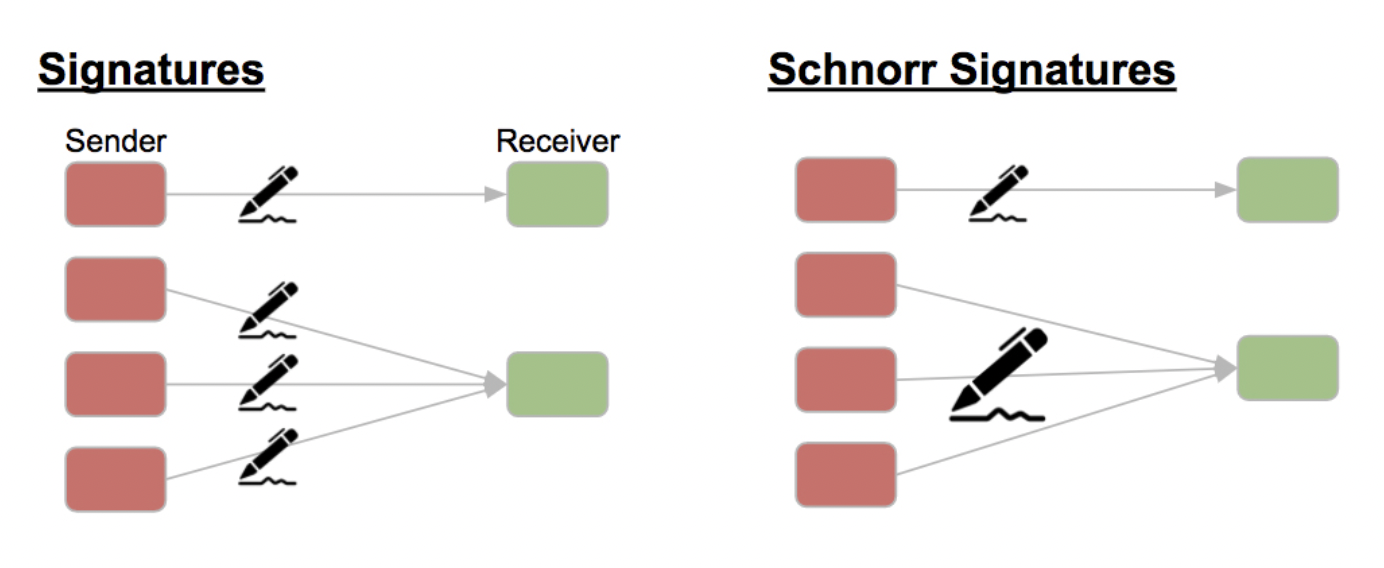 Signatures
Schnorr Signatures
Sender
Receiver